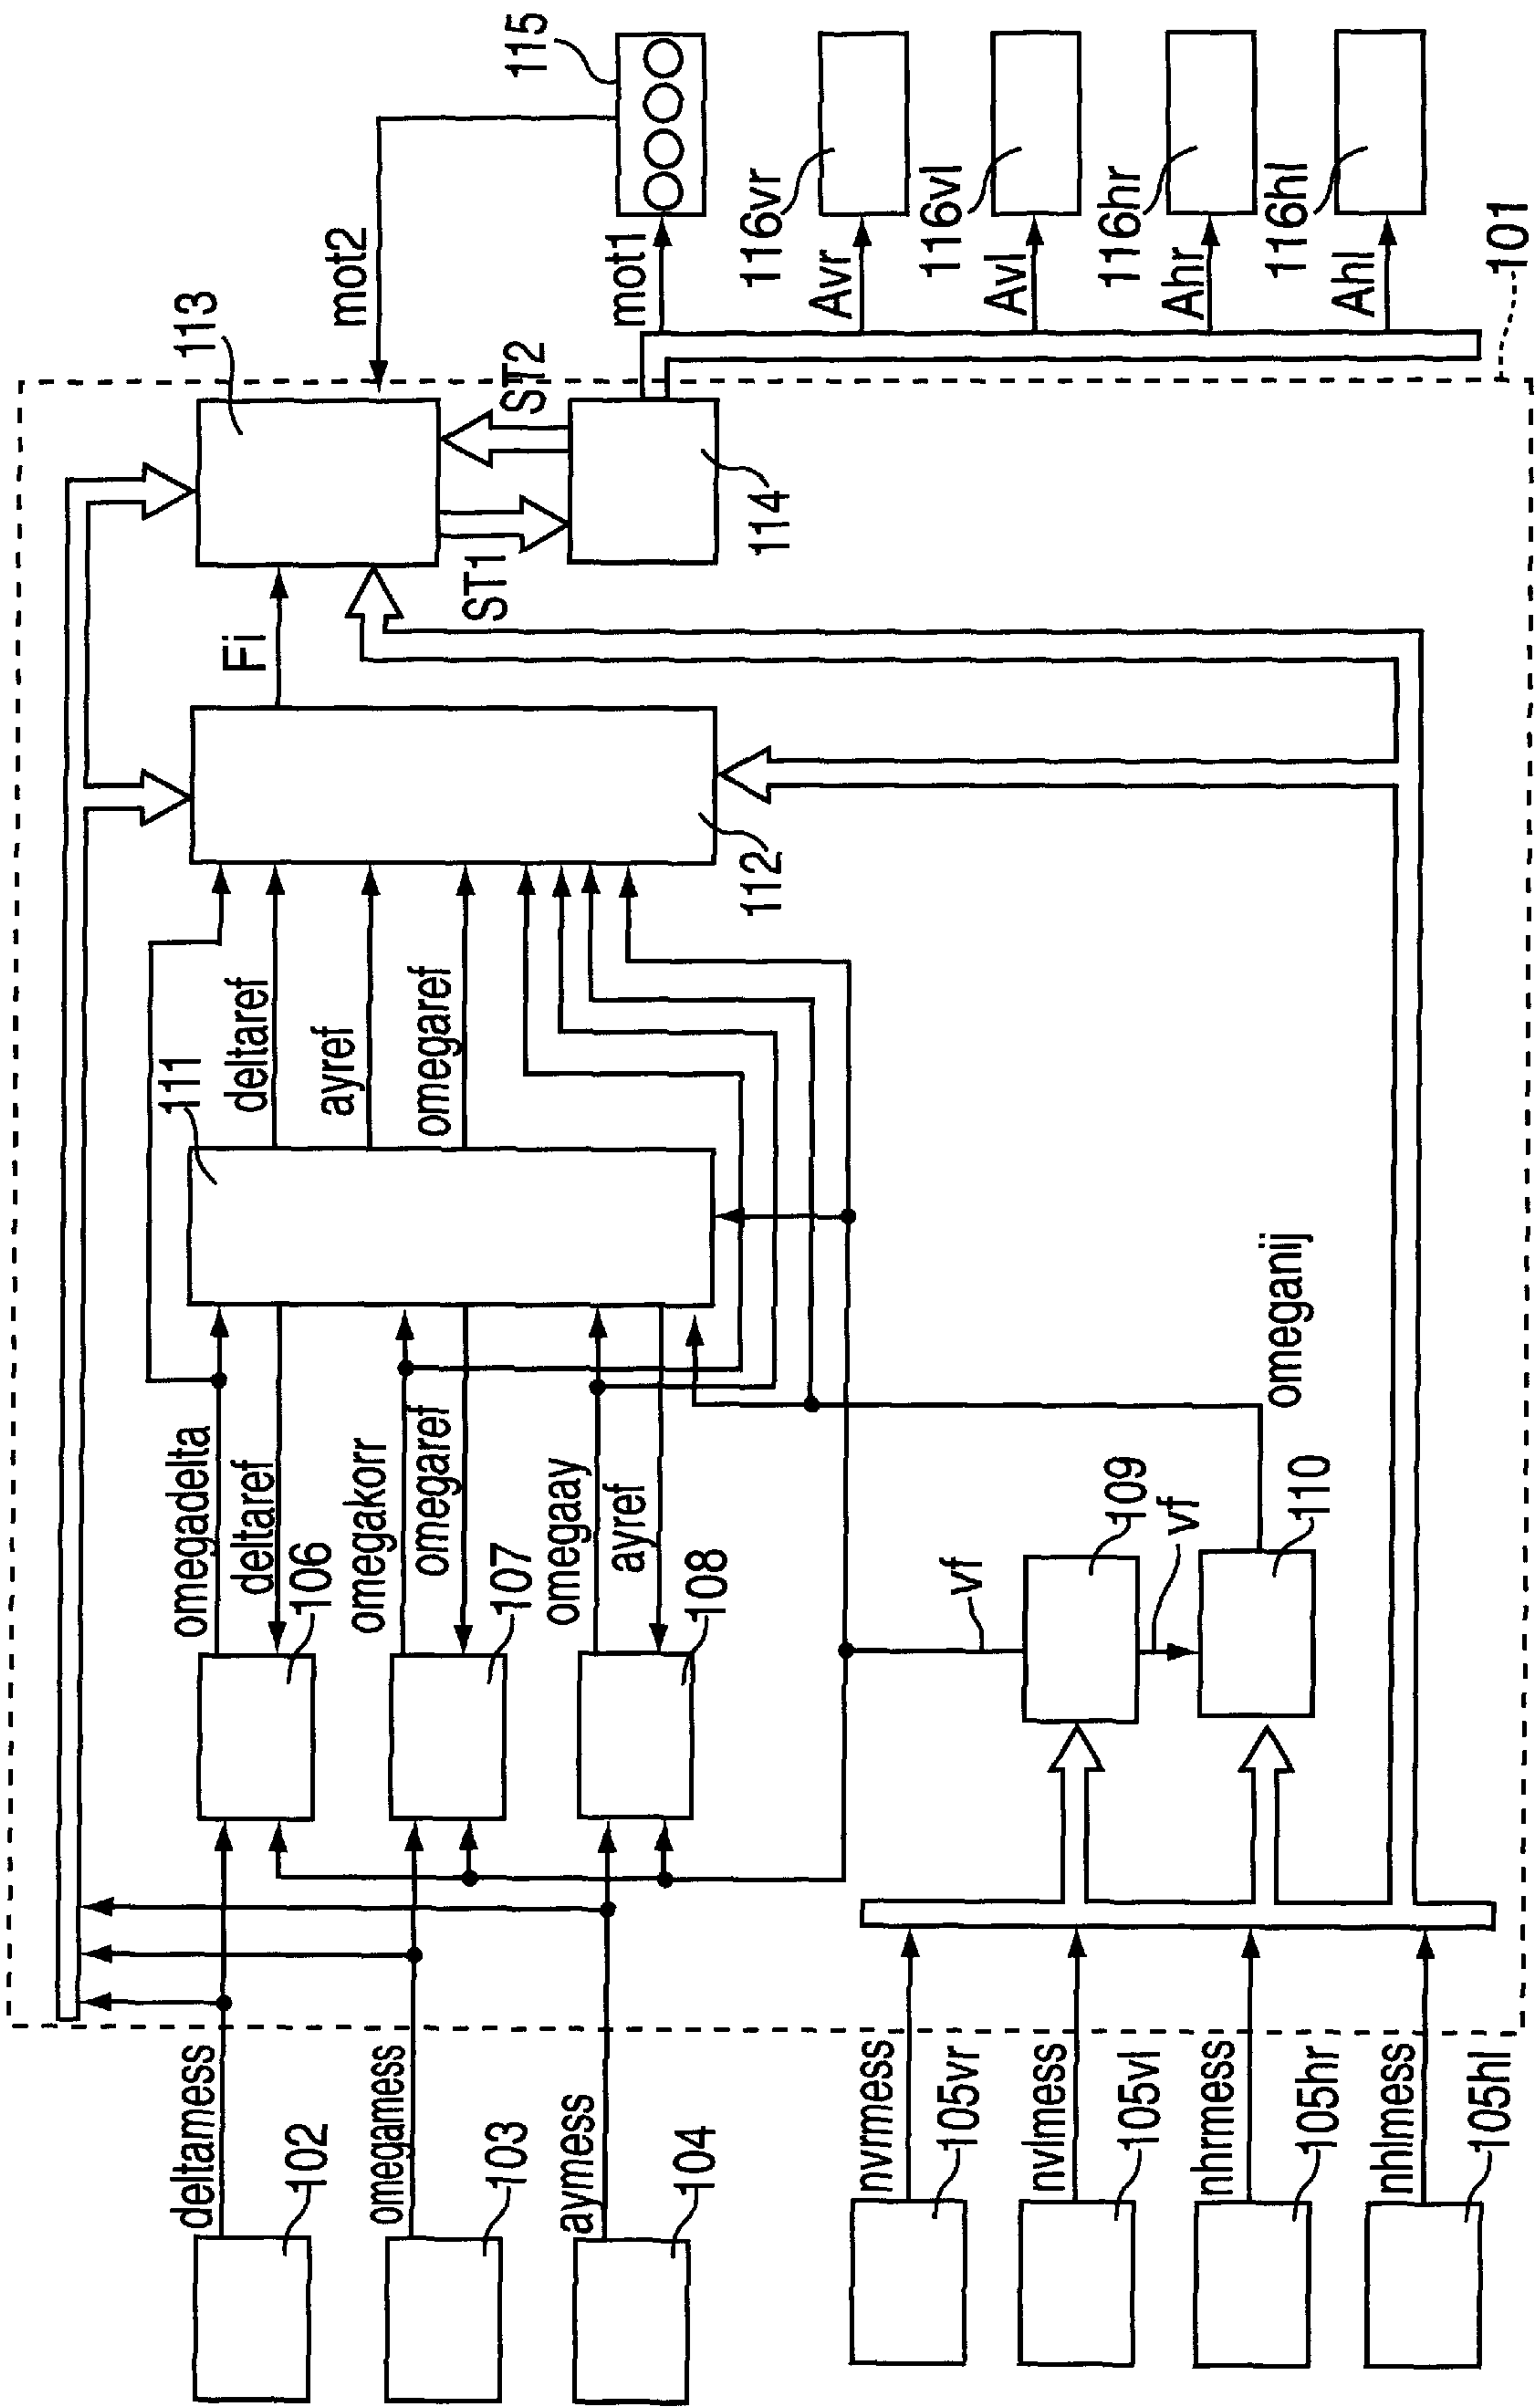 deltamess
102
omegamess
103
aymess
104
nvrmess
105vr
nvlmess
105vl
nhrmess
105hr
nhlmess
105hl
omegadelta
deltaref
106
omegakorr
omegaref
107
omegaay
ayref
108
vf
109
vf
110
omeganij
111
deltaref
ayref
omegaref
112
Fi
113
ST1
ST2
114
mot2
mot1
115
Avr
116vr
Avl
116vl
Ahr
116hr
Ahl
116hl
101